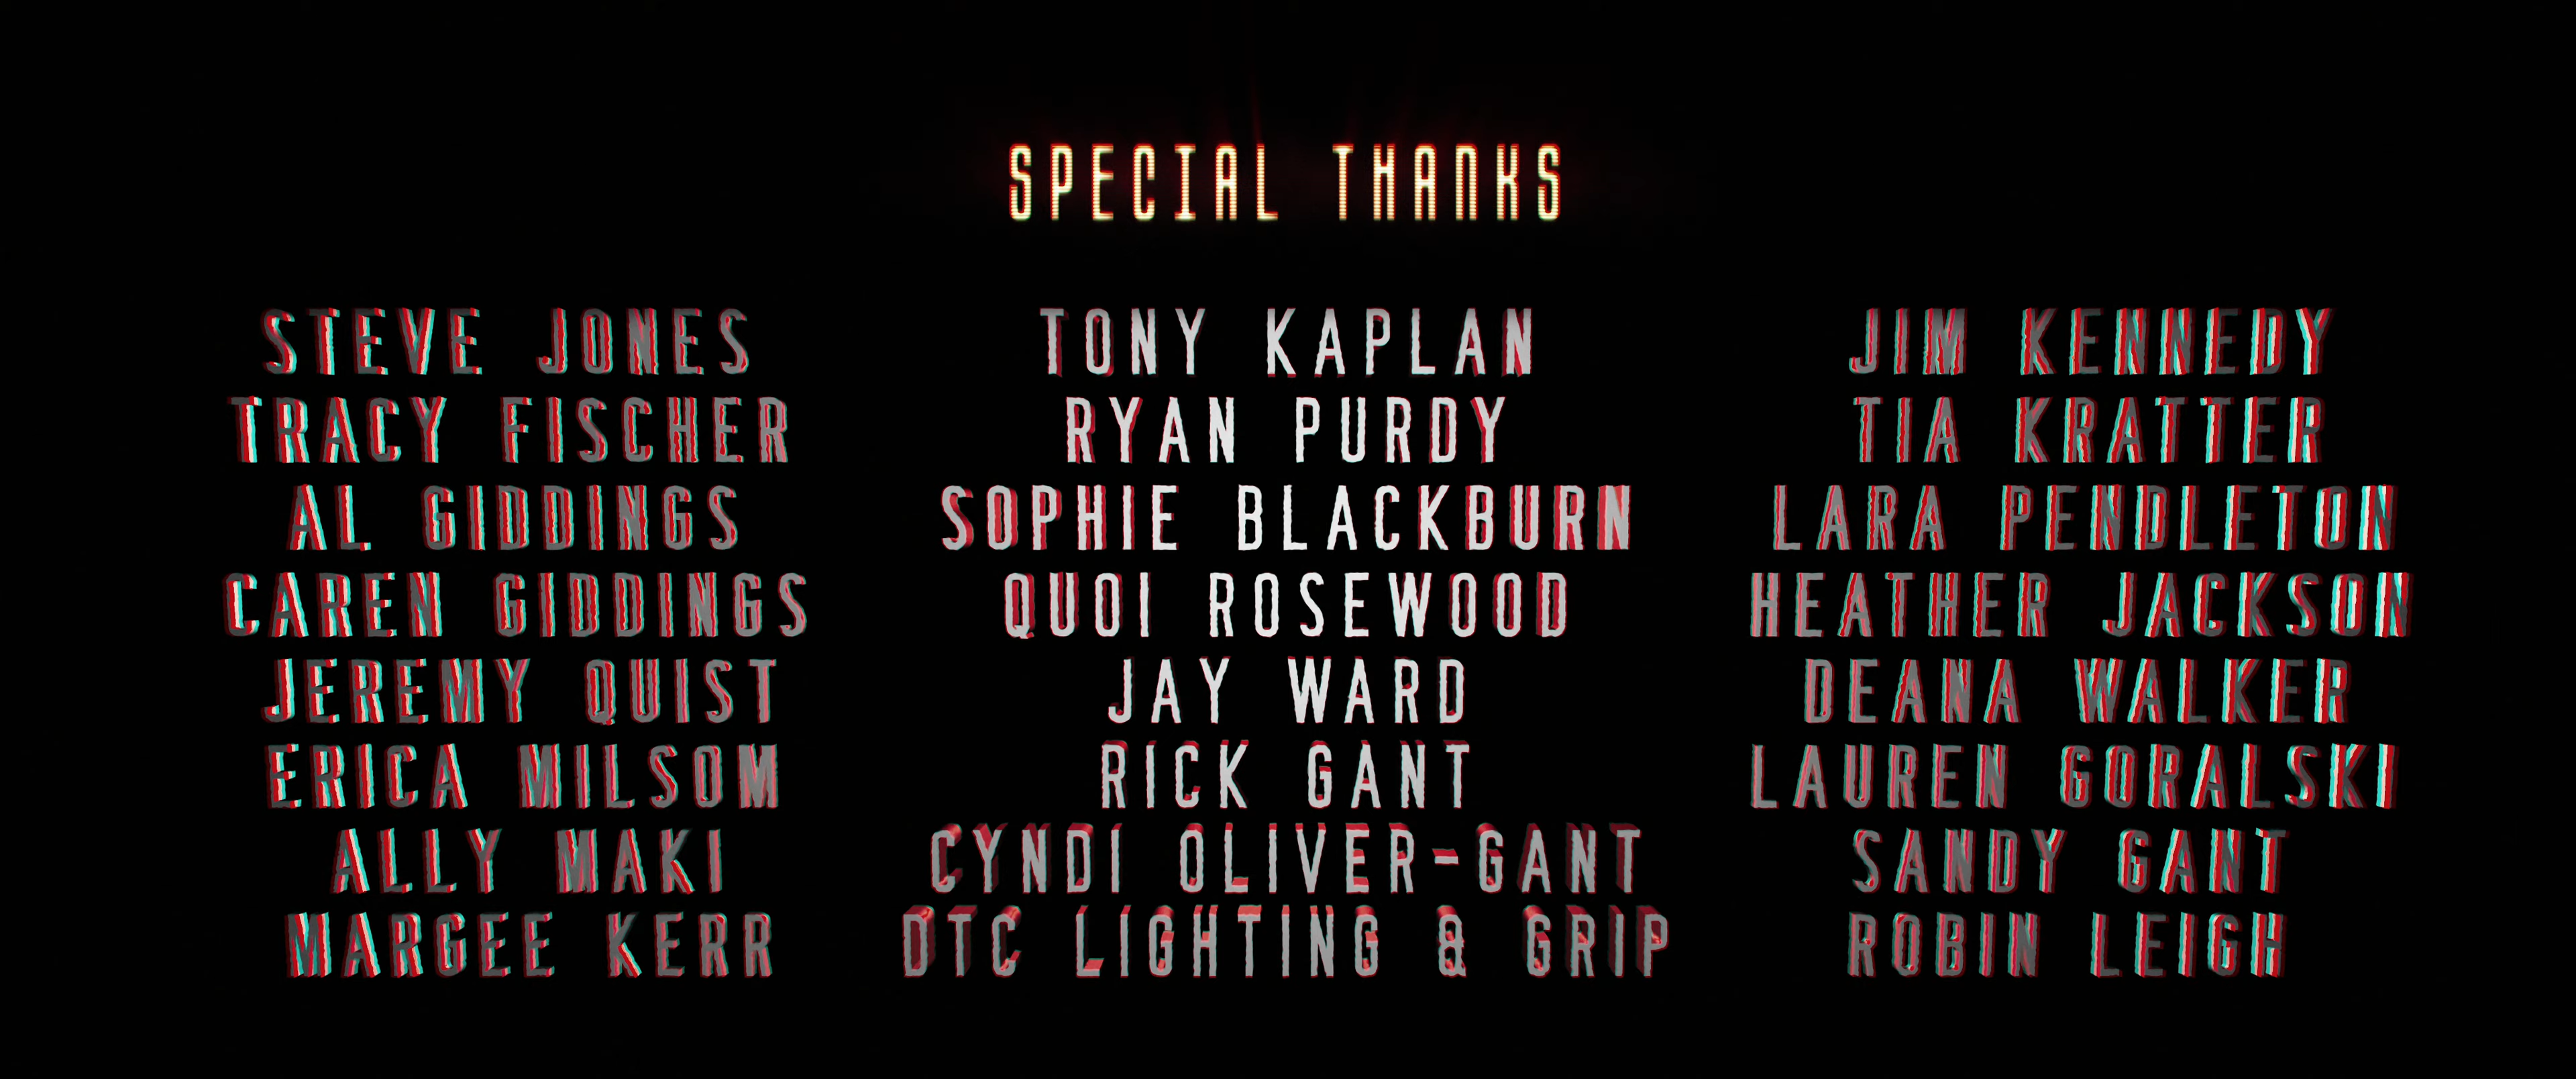 SPECIAL THANKS
STEVE JONES
TRACY FISCHER
AL GIDDINGS
CAREN GIDDINGS
JEREMY QUIST
ERICA MILSOM
ALLY MAKI
MARGEE KERR
TONY KAPLAN
RYAN PURDY
SOPHIE BLACKBURN
QUOI ROSEWOOD
JAY WARD
RICK GANT
CYNDI OLIVER-GANT
DTC LIGHTING & GRIP
JIM KENNEDY
TIA KRATTER
LARA PENDLETON
HEATHER JACKSON
DEANA WALKER
LAUREN GORALSKI
SANDY GANT
ROBIN LEIGH